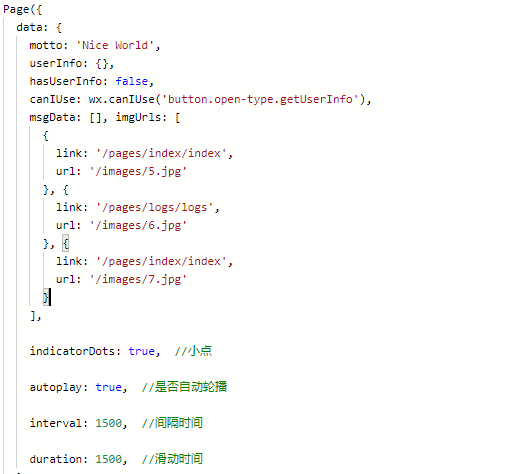 Page({
data: {
motto: 'Nice World',
userInfo: {},
hasUserInfo: false,
canIUse: wx.canIUse('button.open-type.getUserInfo'),
msgData: [], imgUrls: [
{
link: '/pages/index/index',
url: '/images/5.jpg'
}, {
link: '/pages/logs/logs',
url: '/images/6.jpg'
}, {
link: '/pages/index/index',
url: '/images/7.jpg'
}
],
indicatorDots: true,  //小点
autoplay: true,  //是否自动轮播
interval: 1500,  //间隔时间
duration: 1500,  //滑动时间